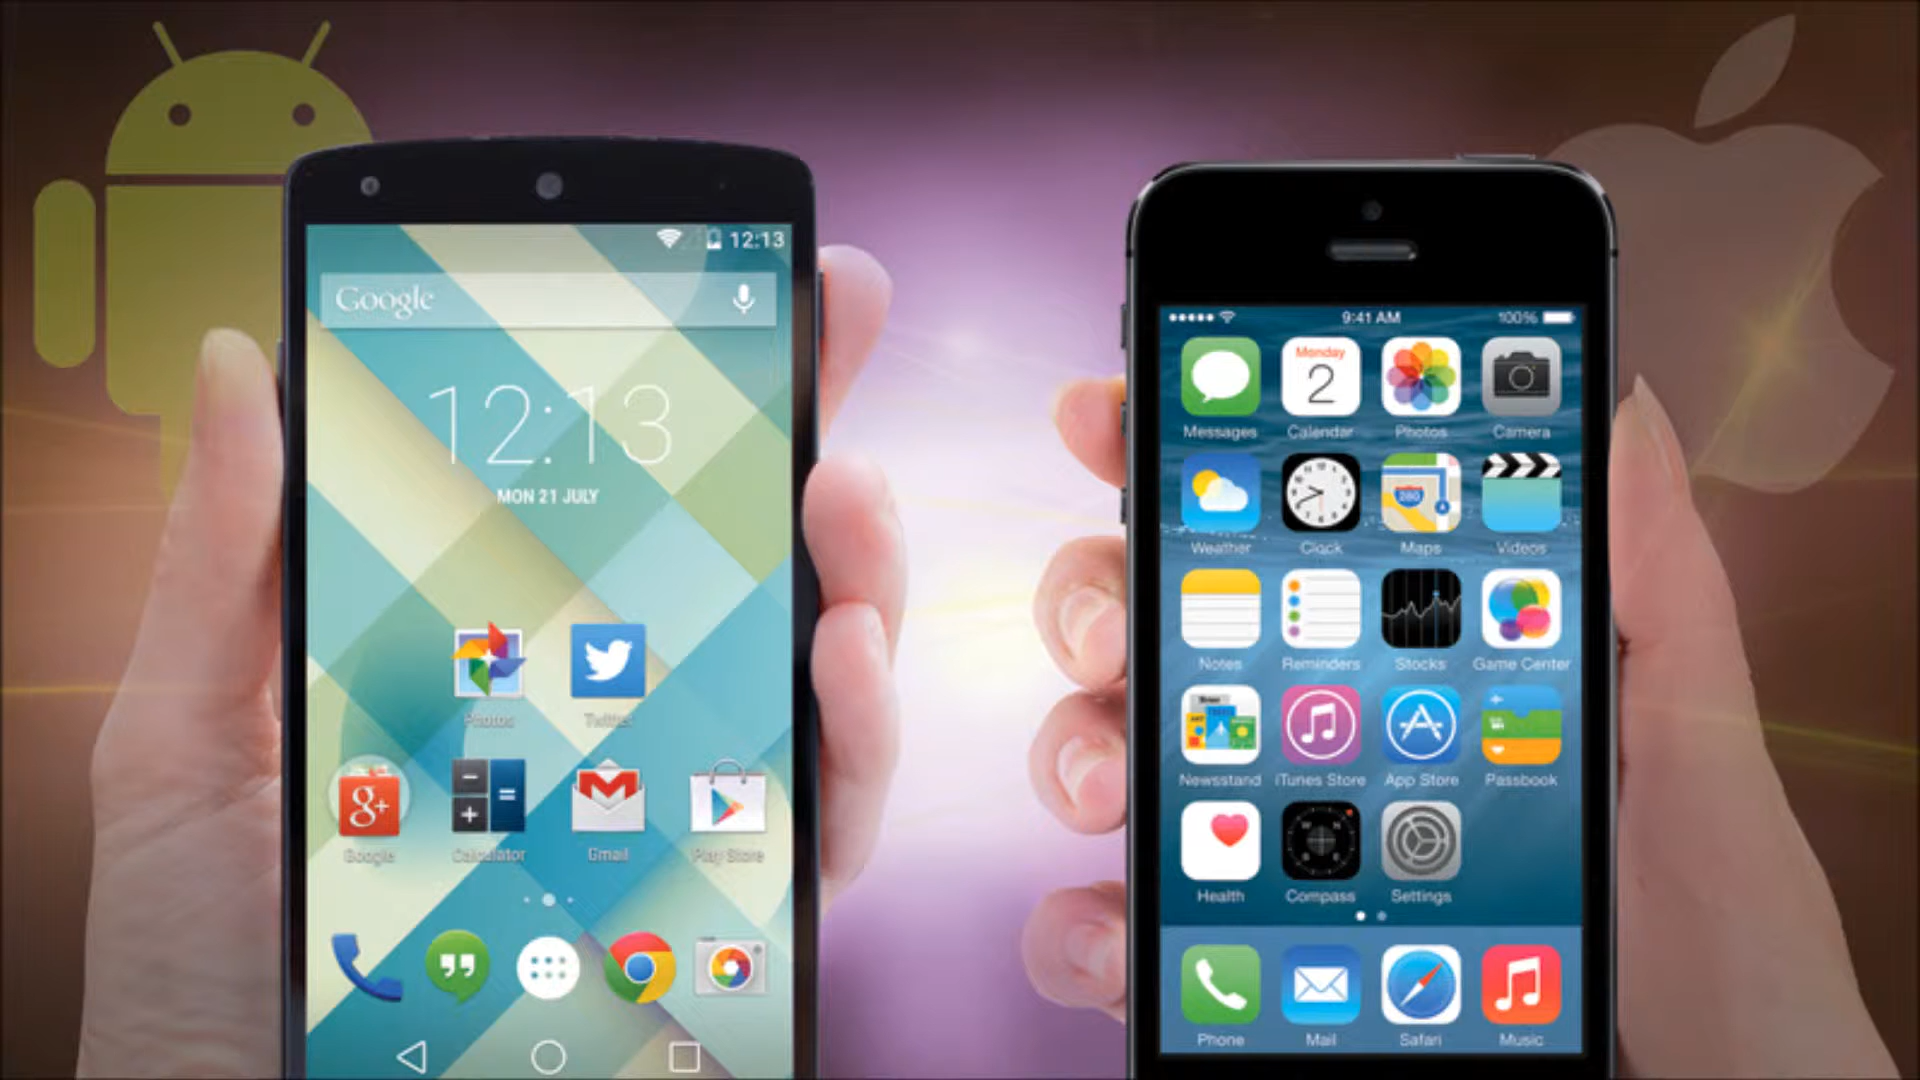 12:13
Google
12:13
MON 21 JULY
Photos
Twitter
g+
Google
Calculator
Gmail
Play Store
9:41 AM
100%
Monday
2
Messages
Calendar
Photos
Camera
280
Weather
Clock
Maps
Videos
Notes
Reminders
Stocks
Game Center
Newsstand
iTunes Store
App Store
Passbook
Health
Compass
Settings
Phone
Mail
Safari
Music